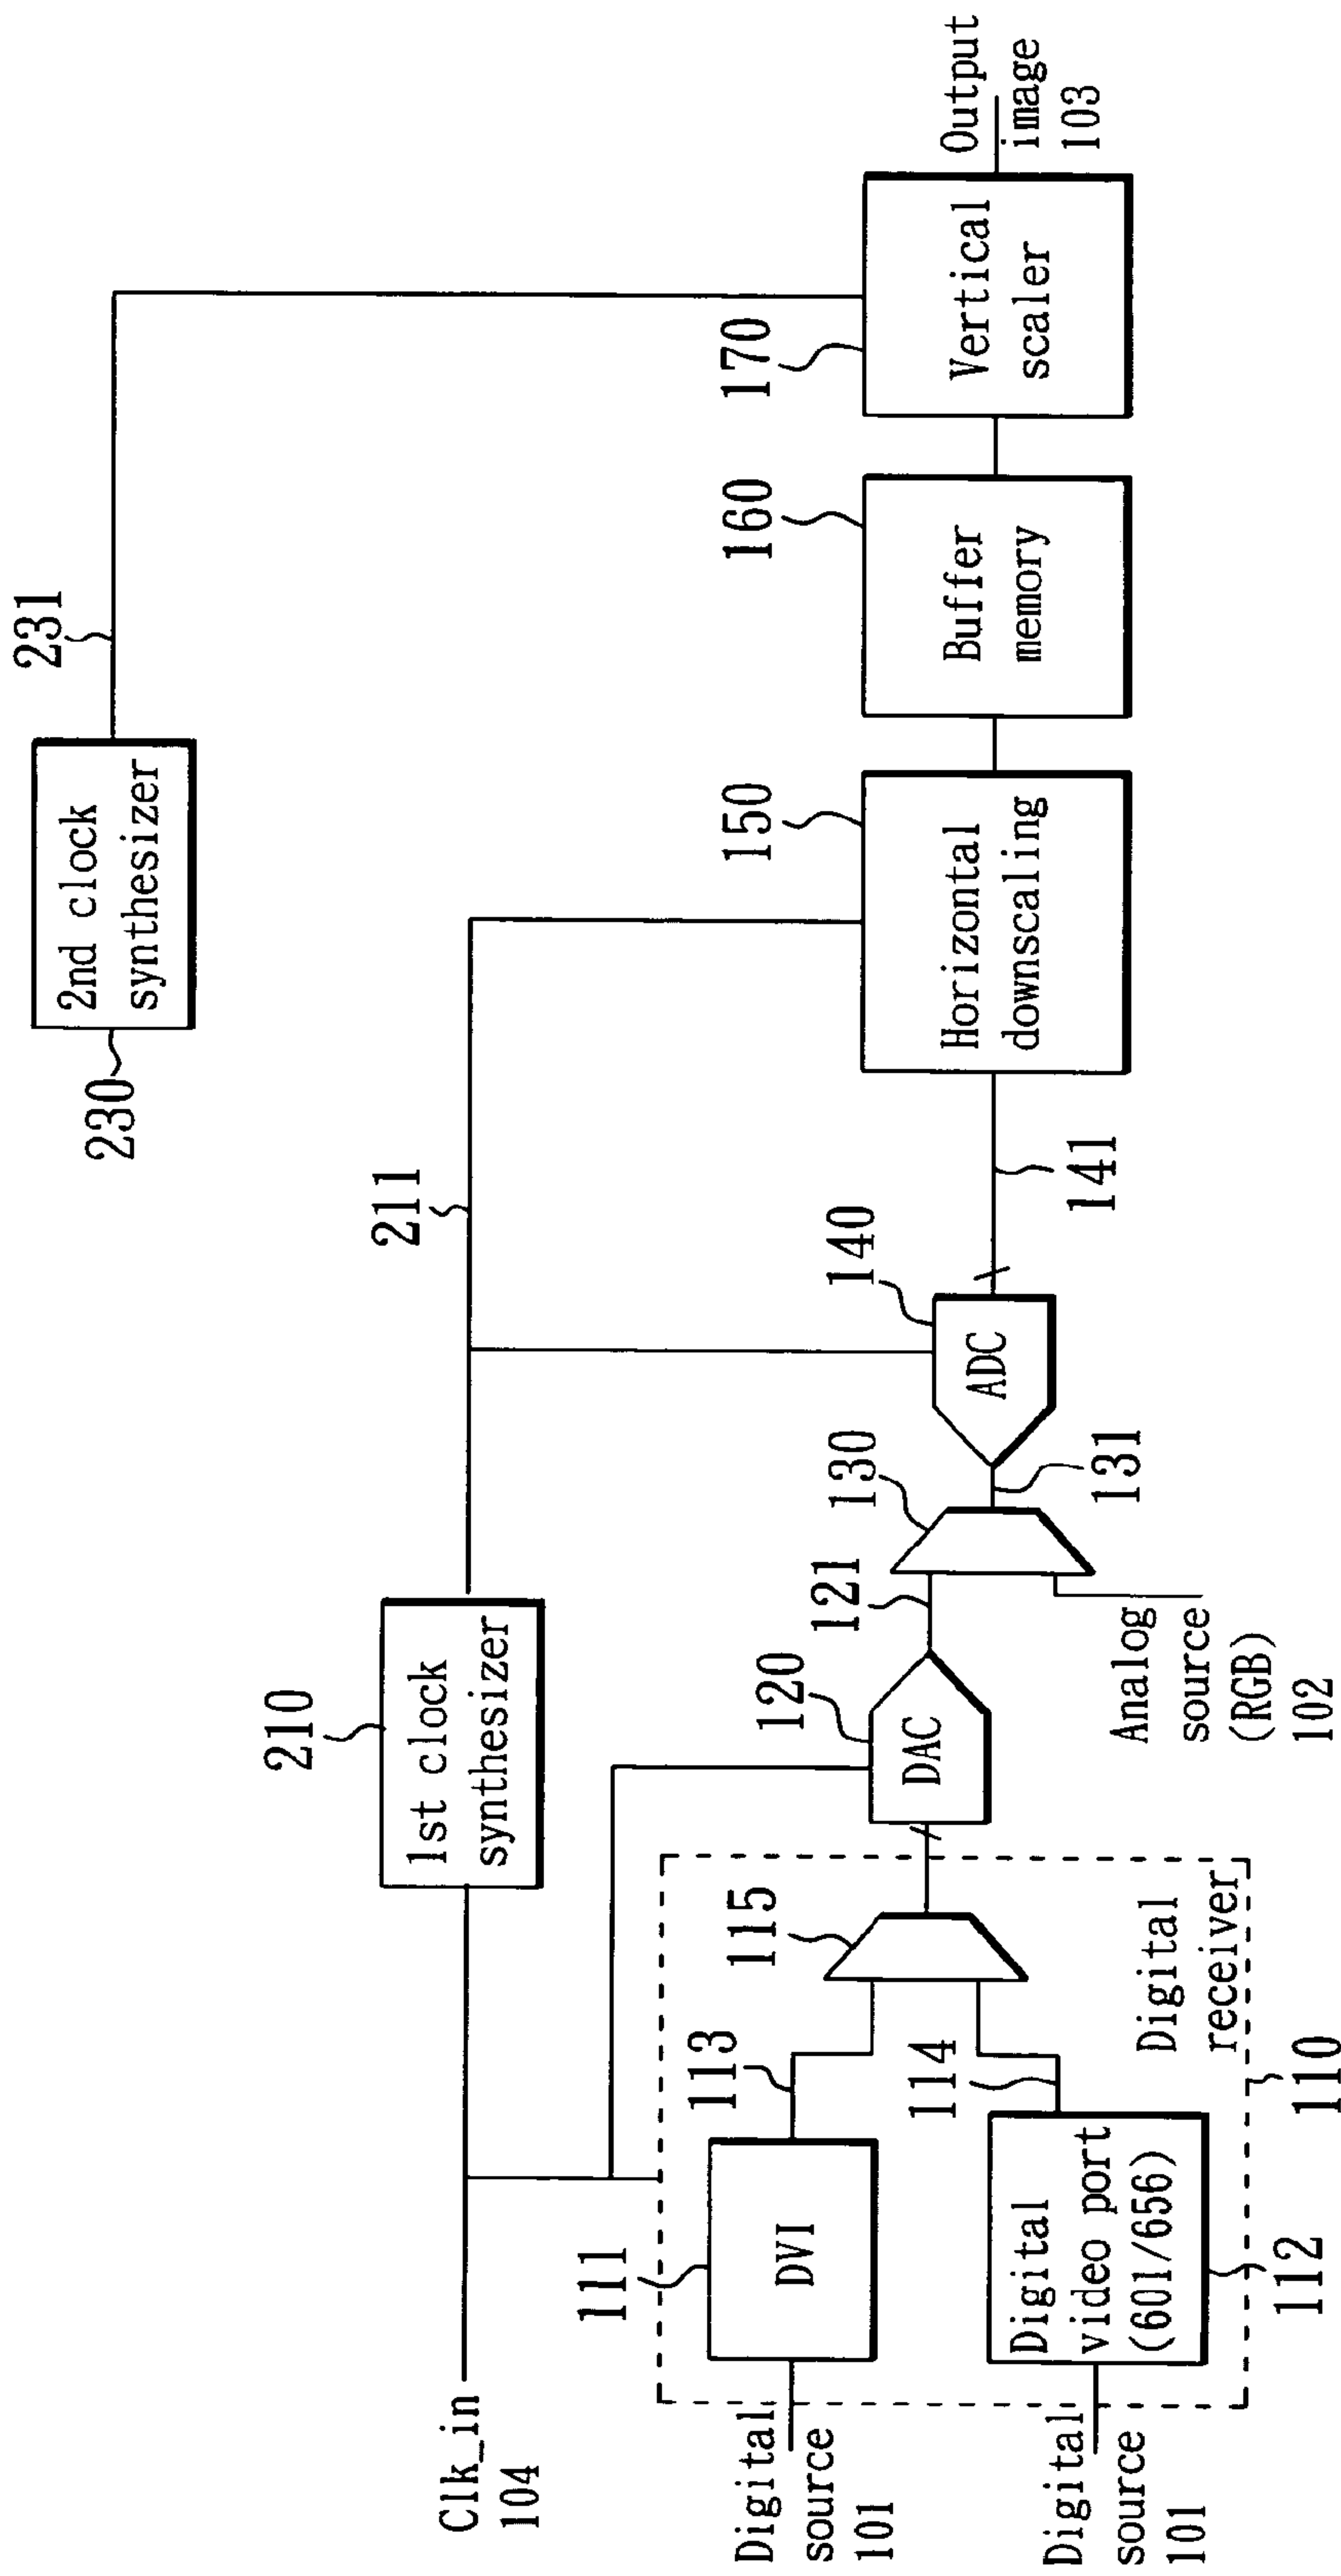 230
2nd clock
synthesizer
231
210
1st clock
synthesizer
211
Clk_in
104
Digital
source
101
111
DVI
113
115
Digital
source
101
Digital
video port
(601/656)
112
114
Digital
receiver
110
120
DAC
121
130
Analog
source
(RGB)
102
131
140
ADC
141
150
Horizontal
downscaling
160
Buffer
memory
170
Vertical
scaler
Output
image
103